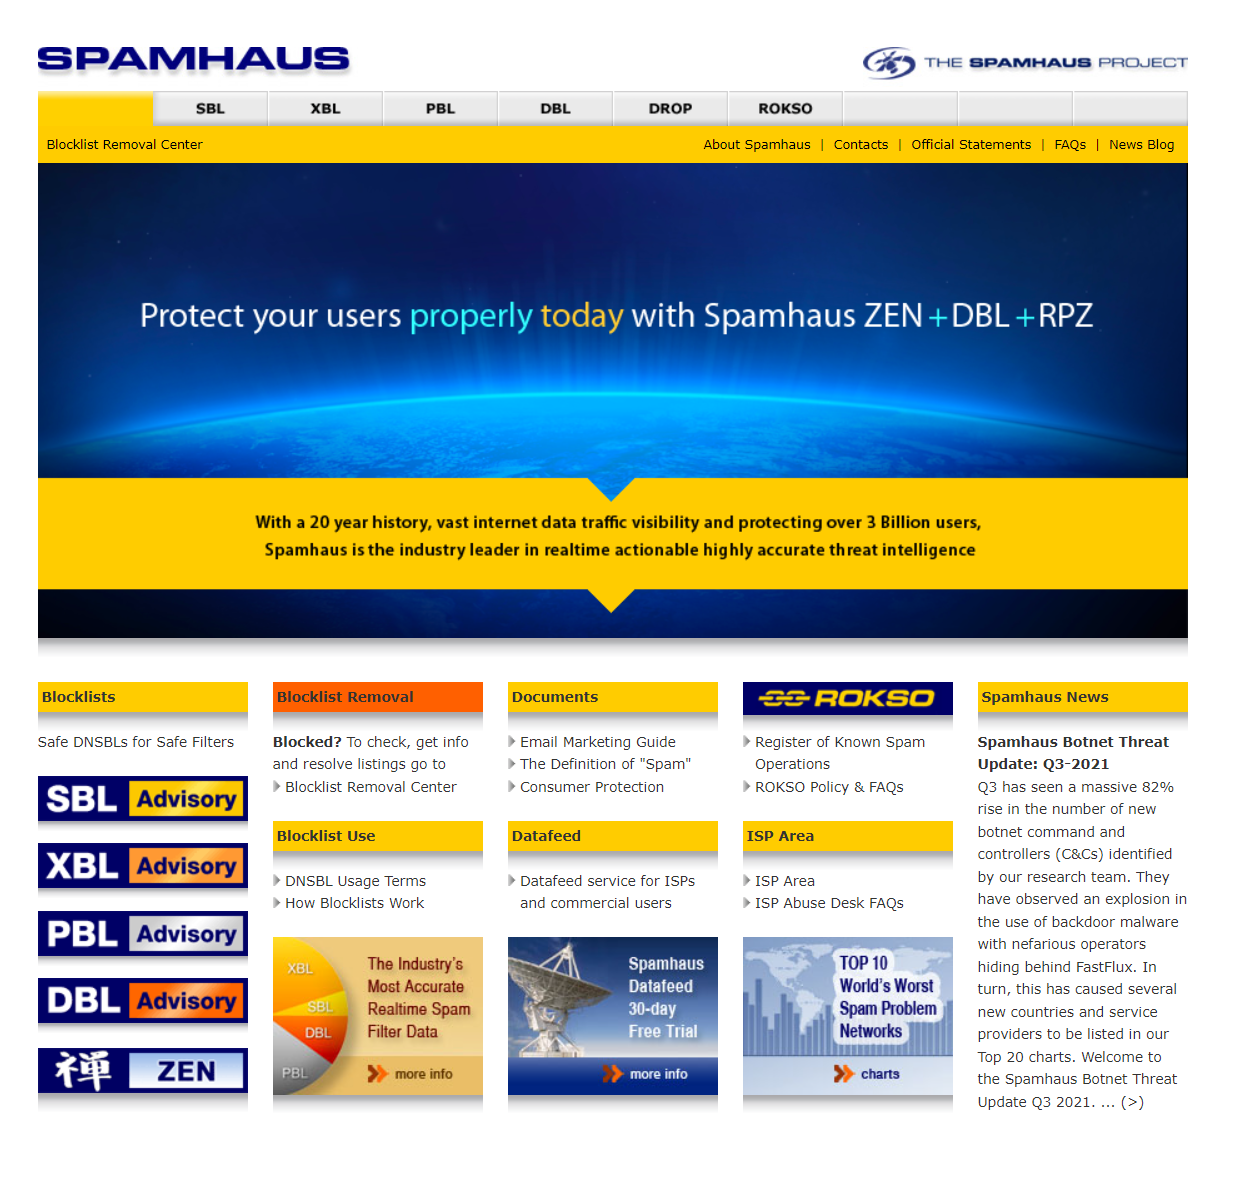 SPAMHAUS
THE SPAMHAUS PROJECT
SBL XBL PBL DBL DROP ROKSO
Blocklist Removal Center
About Spamhaus | Contacts | Official Statements | FAQs | News Blog
Protect your users properly today with Spamhaus ZEN + DBL + RPZ
With a 20 year history, vast internet data traffic visibility and protecting over 3 Billion users,
Spamhaus is the industry leader in realtime actionable highly accurate threat intelligence
Blocklists
Safe DNSBLs for Safe Filters
SBL Advisory
XBL Advisory
PBL Advisory
DBL Advisory
禅 ZEN
Blocklist Removal
Blocked? To check, get info
and resolve listings go to
Blocklist Removal Center
Blocklist Use
DNSBL Usage Terms
How Blocklists Work
XBL
SBL
DBL
PBL
The Industry's
Most Accurate
Realtime Spam
Filter Data
more info
Documents
Email Marketing Guide
The Definition of "Spam"
Consumer Protection
Datafeed
Datafeed service for ISPs
and commercial users
Spamhaus
Datafeed
30-day
Free Trial
more info
ROKSO
Register of Known Spam
Operations
ROKSO Policy & FAQs
ISP Area
ISP Area
ISP Abuse Desk FAQs
TOP 10
World's Worst
Spam Problem
Networks
charts
Spamhaus News
Spamhaus Botnet Threat
Update: Q3-2021
Q3 has seen a massive 82%
rise in the number of new
botnet command and
controllers (C&Cs) identified
by our research team. They
have observed an explosion in
the use of backdoor malware
with nefarious operators
hiding behind FastFlux. In
turn, this has caused several
new countries and service
providers to be listed in our
Top 20 charts. Welcome to
the Spamhaus Botnet Threat
Update Q3 2021. ... (>)